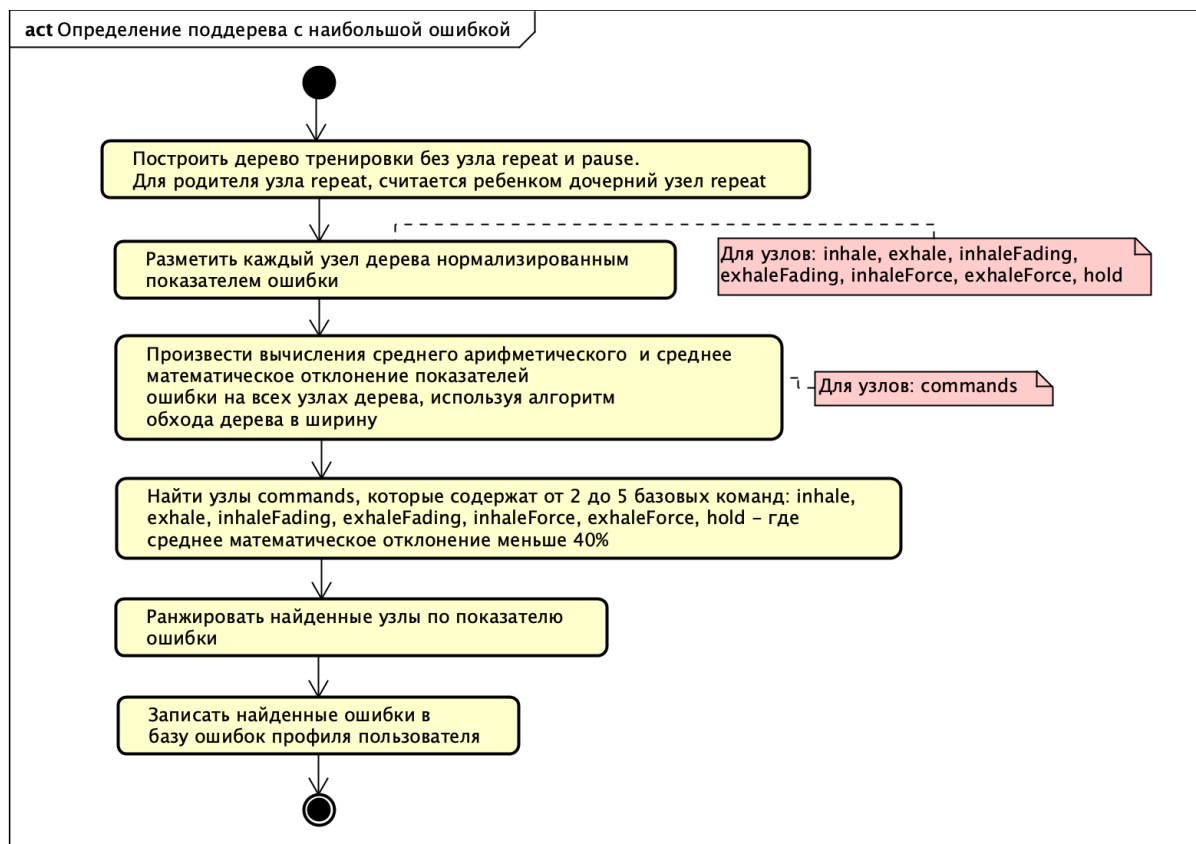 act Определение поддерева с наибольшой ошибкой
Построить дерево тренировки без узла repeat и pause.
Для родителя узла repeat, считается ребенком дочерний узел repeat
Разметить каждый узел дерева нормализированным
показателем ошибки
Для узлов: inhale, exhale, inhaleFading,
exhaleFading, inhaleForce, exhaleForce, hold
Произвести вычисления среднего арифметического и среднее
математическое отклонение показателей
ошибки на всех узлах дерева, используя алгоритм
обхода дерева в ширину
Для узлов: commands
Найти узлы commands, которые содержат от 2 до 5 базовых команд: inhale,
exhale, inhaleFading, exhaleFading, inhaleForce, exhaleForce, hold – где
среднее математическое отклонение меньше 40%
Ранжировать найденные узлы по показателю
ошибки
Записать найденные ошибки в
базу ошибок профиля пользователя